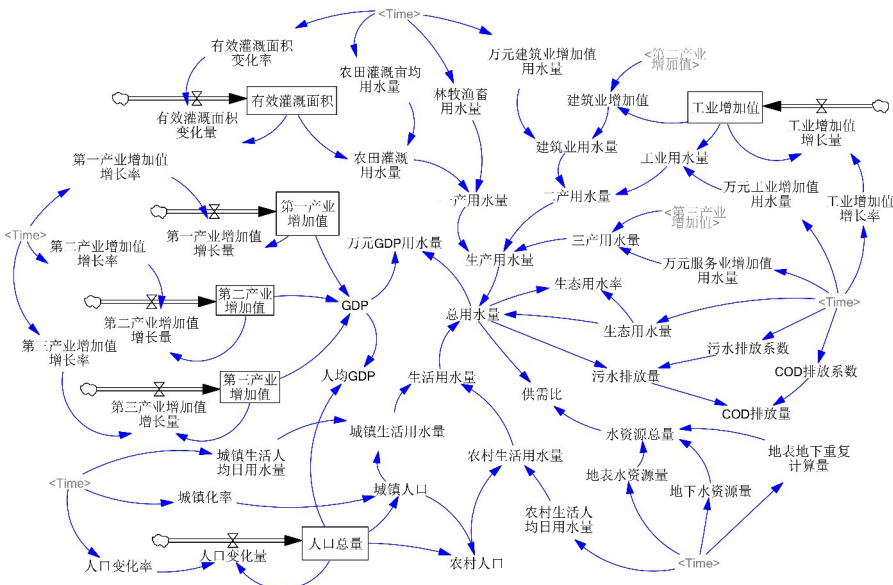 <Time>
有效灌溉面积
变化率
农田灌溉亩均
用水量
林牧渔畜
用水量
万元建筑业增加值
用水量
<第二产业
增加值>
有效灌溉面积
有效灌溉面积
变化量
建筑业增加值
工业增加值
工业增加值
增长量
农田灌溉
用水量
建筑业用水量
工业用水量
第一产业增加值
增长率
一产用水量
二产用水量
万元工业增加值
用水量
工业增加值
增长率
第一产业
增加值
<Time>
第一产业增加值
增长量
万元GDP用水量
<第三产业
增加值>
三产用水量
第二产业增加值
增长率
生产用水量
万元服务业增加值
用水量
第二产业
增加值
第二产业增加值
增长量
GDP
总用水量
生态用水率
<Time>
生态用水量
第三产业增加值
增长率
污水排放系数
第三产业
增加值
第三产业增加值
增长量
人均GDP
生活用水量
污水排放量
COD排放系数
供需比
COD排放量
城镇生活用水量
水资源总量
城镇生活人
均日用水量
农村生活用水量
地表地下重复
计算量
地表水资源量
<Time>
城镇化率
城镇人口
地下水资源量
农村生活人
均日用水量
人口总量
人口变化率
人口变化量
农村人口
<Time>